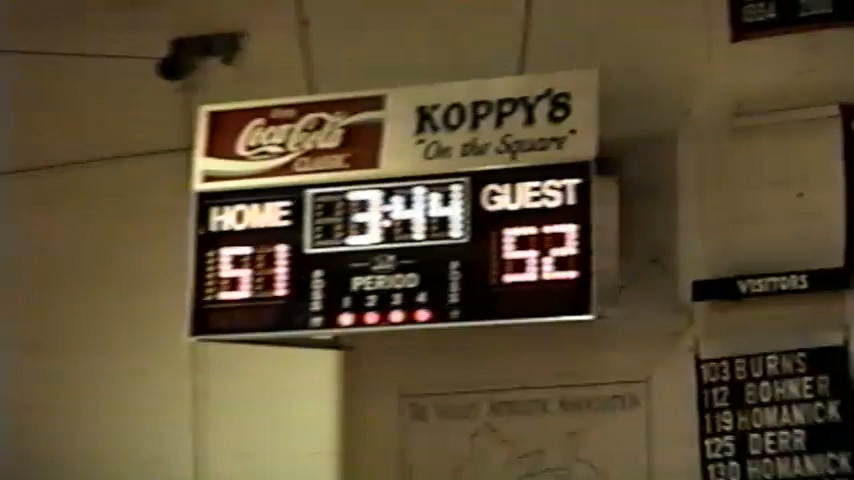 Coca-Cola
CLASSIC
KOPPY'S
"On the Square"
HOME
3:44
GUEST
51
52
PERIOD
1 2 3 4
VISITORS
103 BURNS
112 BOHNER
119 HOMANICK
125 DERR
130 HOMANICK